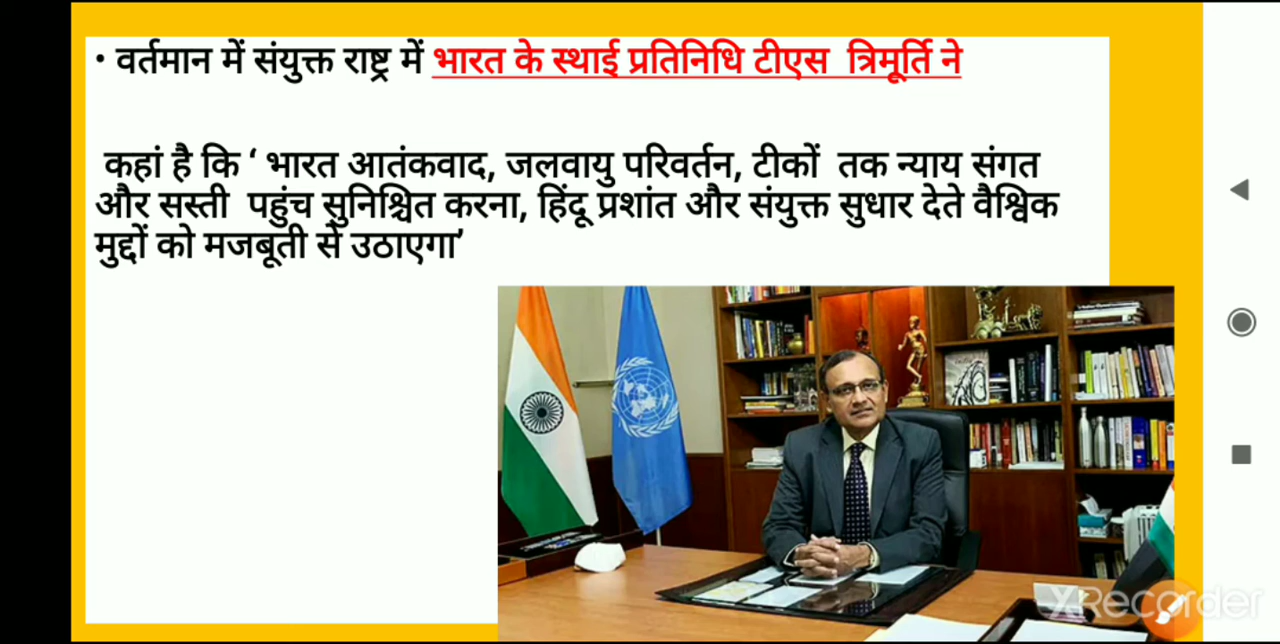 • वर्तमान में संयुक्त राष्ट्र में भारत के स्थाई प्रतिनिधि टीएस त्रिमूर्ति ने
कहां है कि ‘ भारत आतंकवाद, जलवायु परिवर्तन, टीकों तक न्याय संगत
और सस्ती पहुंच सुनिश्चित करना, हिंदू प्रशांत और संयुक्त सुधार देते वैश्विक
मुद्दों को मजबूती से उठाएगा’
XRecorder